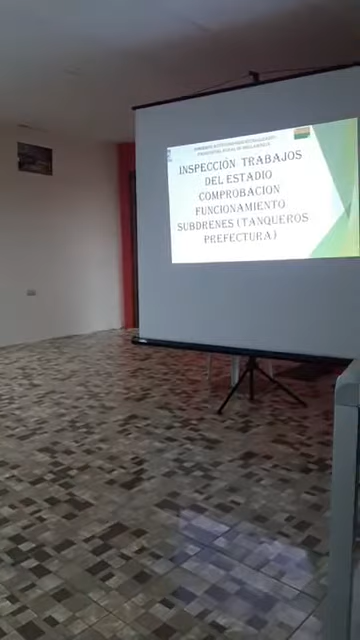 INSPECCIÓN TRABAJOS
DEL ESTADIO
COMPROBACION
FUNCIONAMIENTO
SUBDRENES (TANQUEROS
PREFECTURA)